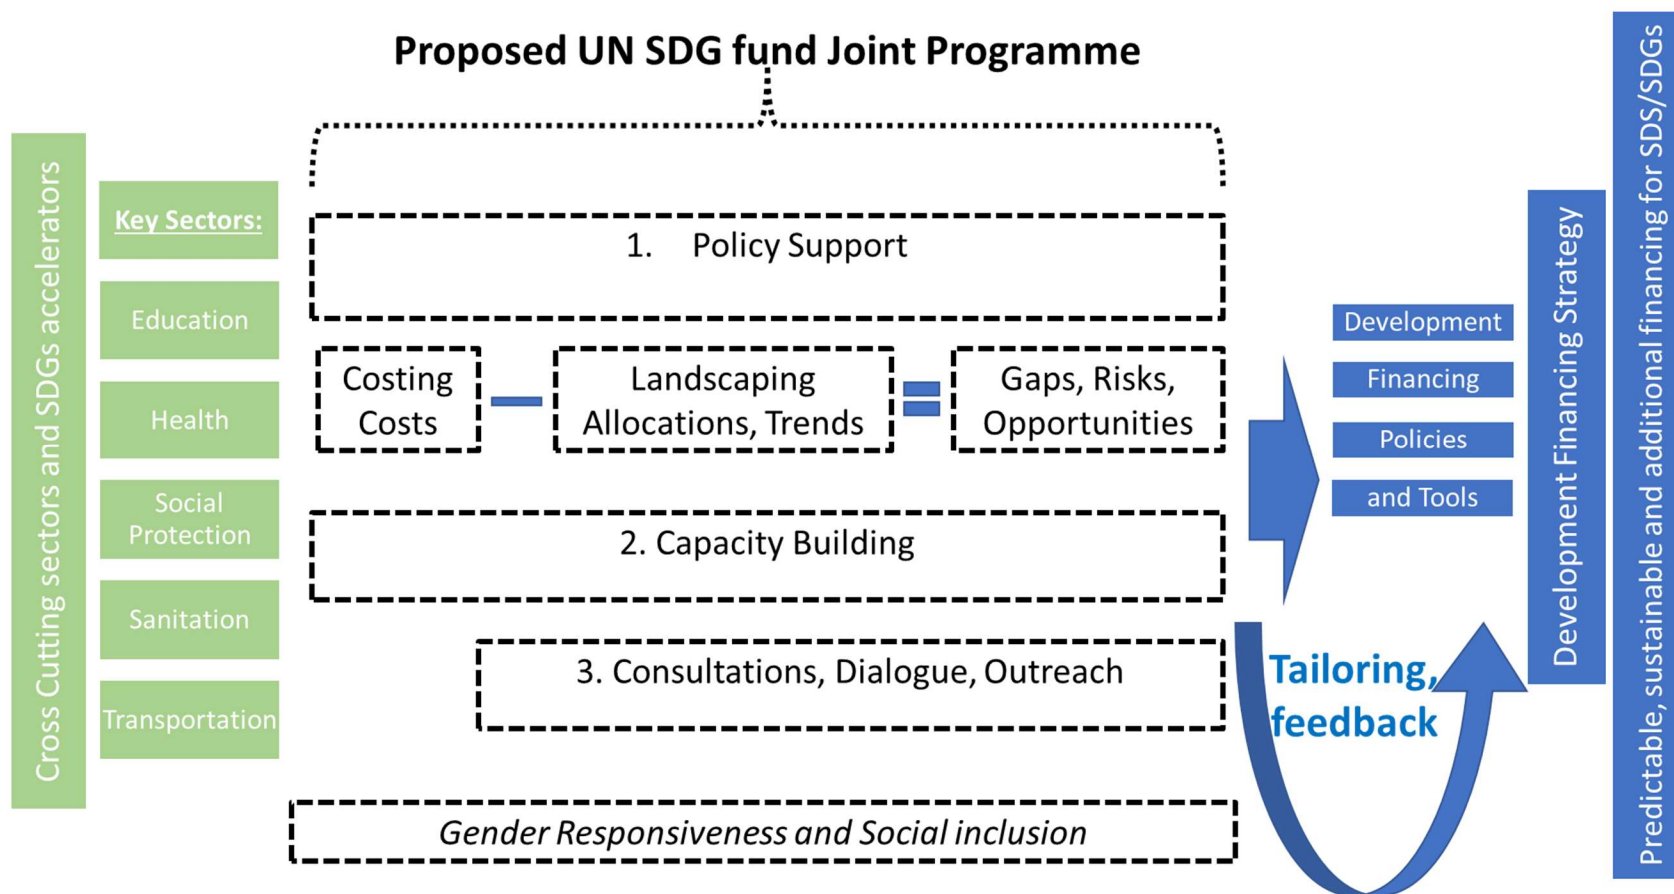 Proposed UN SDG fund Joint Programme
Cross Cutting sectors and SDGs accelerators
Key Sectors:
Education
Health
Social
Protection
Sanitation
Transportation
1. Policy Support
Costing
Costs
Landscaping
Allocations, Trends
Gaps, Risks,
Opportunities
2. Capacity Building
3. Consultations, Dialogue, Outreach
Gender Responsiveness and Social inclusion
Tailoring,
feedback
Development
Financing
Policies
and Tools
Development Financing Strategy
Predictable, sustainable and additional financing for SDS/SDGs